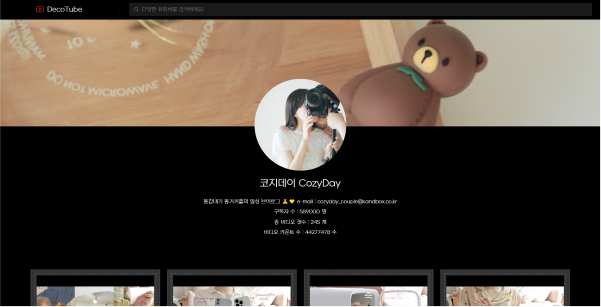 DecoTube
다양한 유튜버를 검색하세요!
DO NOT MICROWAVE. HAND WASH
코지데이 CozyDay
동갑내기 동거커플의 일상 브이로그 e-mail : cozyday_couple@sandbox.co.kr
구독자 수 : 589000 명
총 비디오 갯수 : 245 개
비디오 카운트 수 : 44277478 수